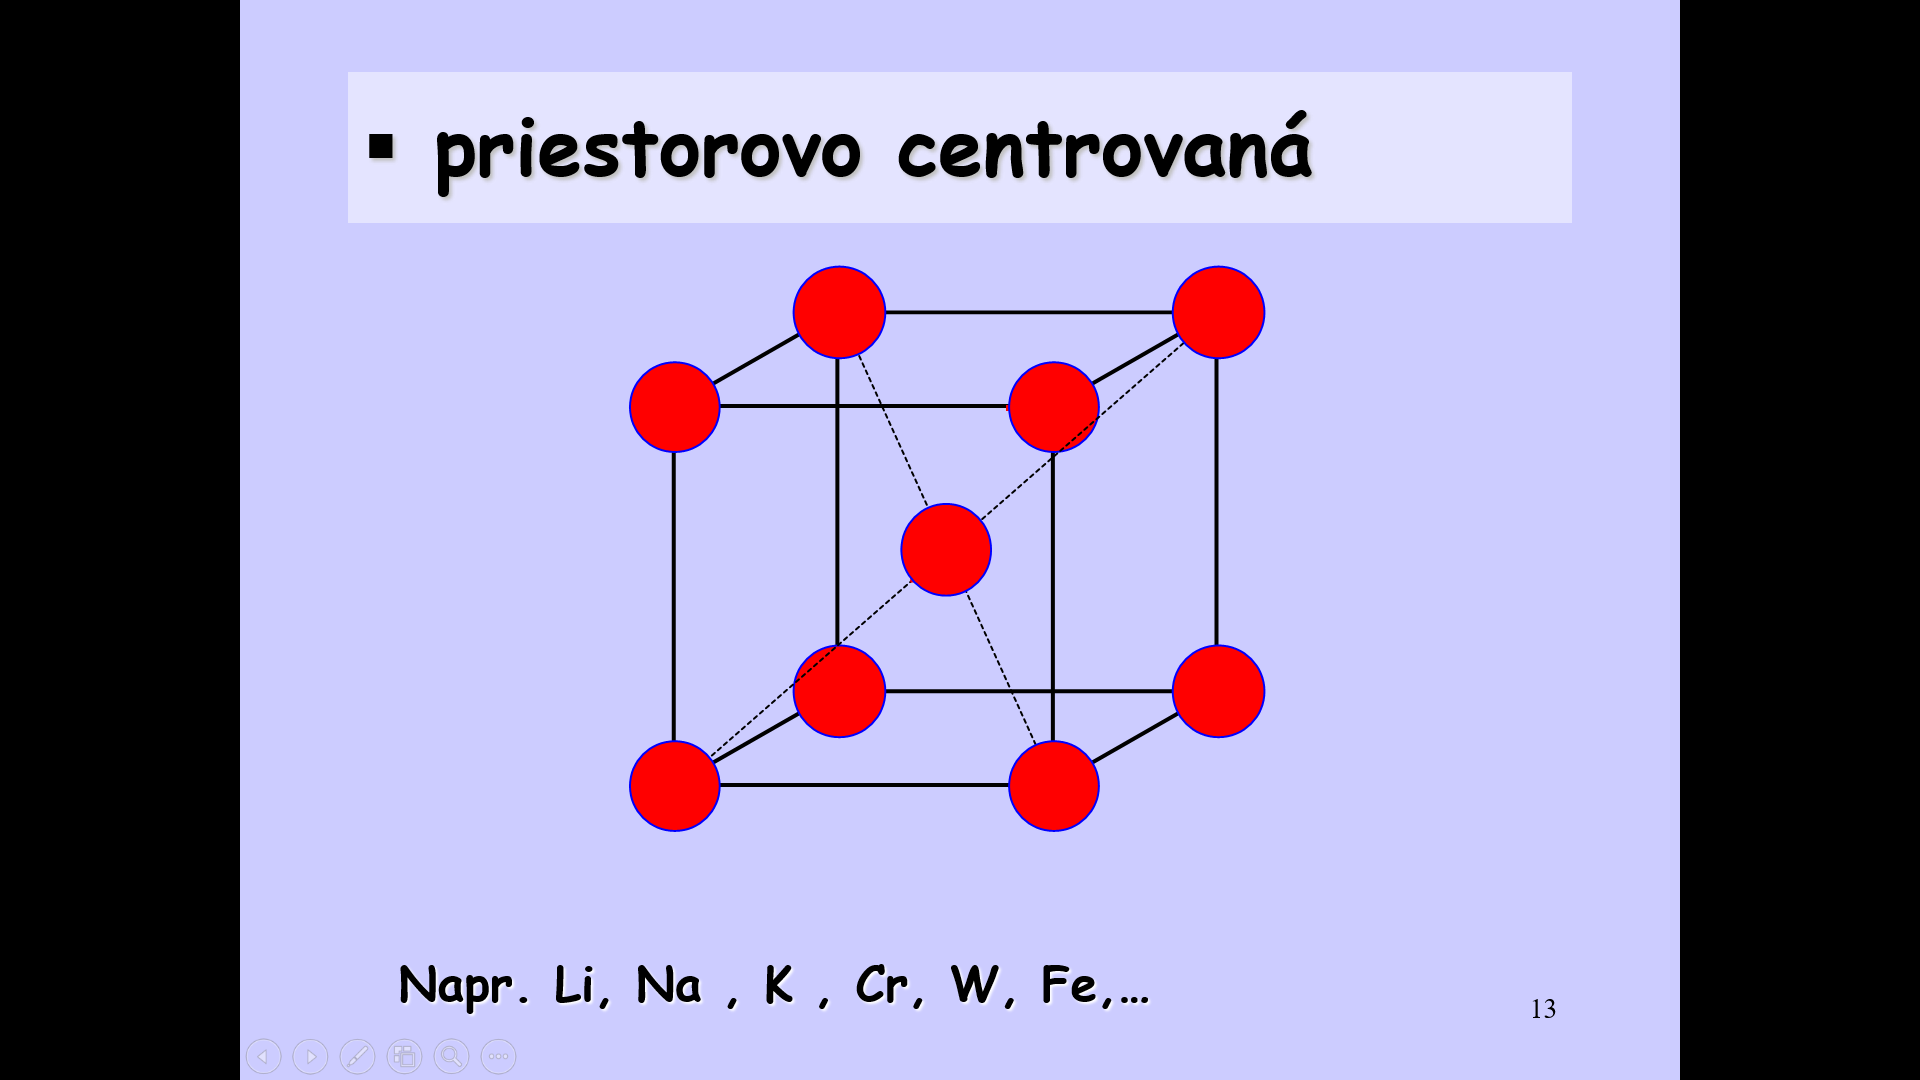 ▪ priestorovo centrovaná
Napr. Li, Na , K , Cr, W, Fe,…
13